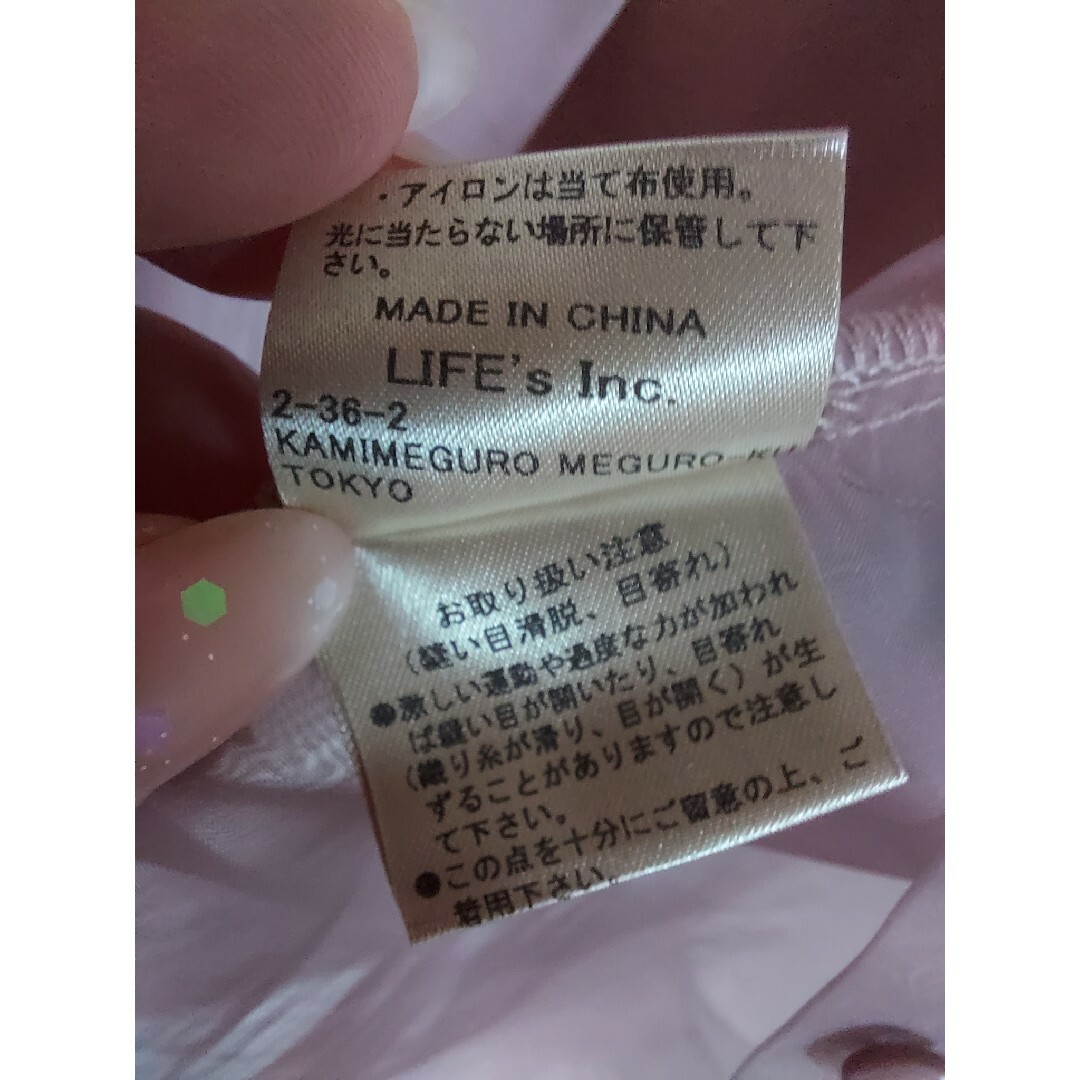 ・アイロンは当て布使用。
光に当たらない場所に保管して下
さい。
MADE IN CHINA
LIFE's Inc.
2-36-2
KAMIMEGURO MEGURO-KU
TOKYO
お取り扱い注意
(縫い目滑脱、目寄れ)
●激しい運動や過度な力が加われ
ば縫い目が開いたり、目寄れ
(織り糸が滑り、目が開く)が生
ずることがありますので注意し
て下さい。
●この点を十分にご留意の上、ご
着用下さい。